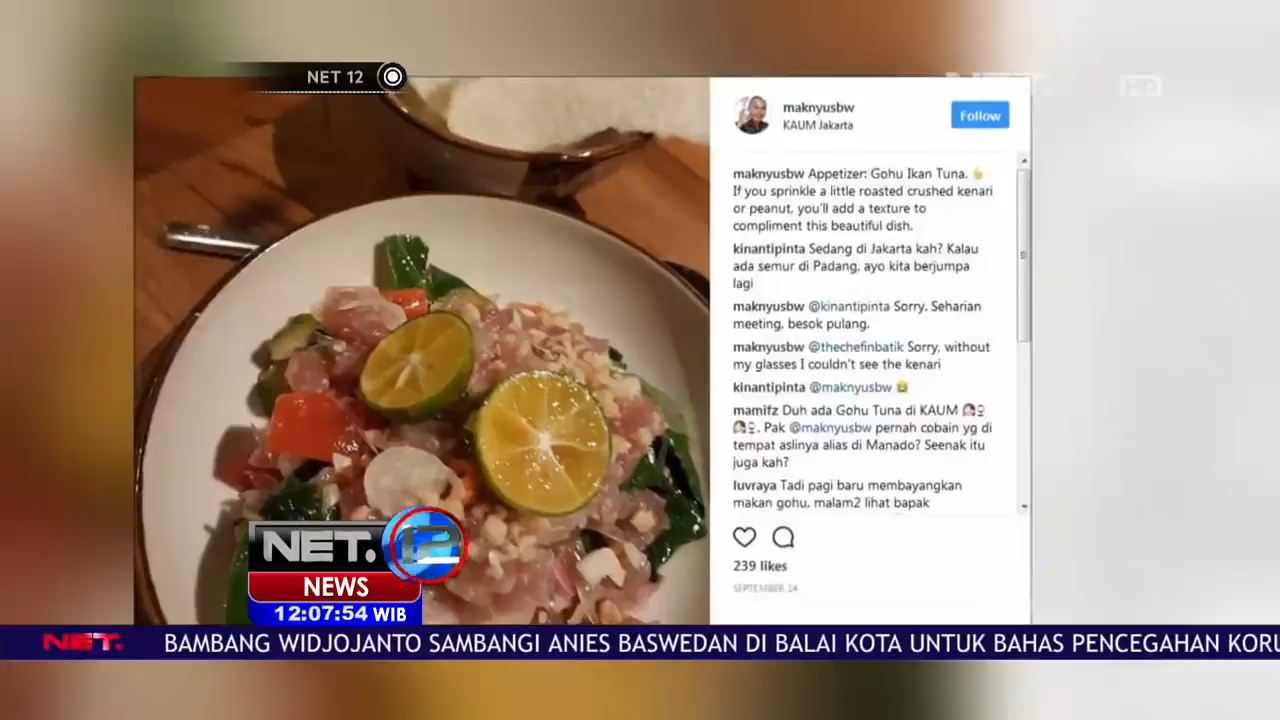 NET 12
NET. HD
maknyusbw
KAUM Jakarta
Follow
maknyusbw Appetizer: Gohu Ikan Tuna. 👆
If you sprinkle a little roasted crushed kenari
or peanut, you'll add a texture to
compliment this beautiful dish.
kinantipinta Sedang di Jakarta kah? Kalau
ada semur di Padang, ayo kita berjumpa
lagi
maknyusbw @kinantipinta Sorry. Seharian
meeting, besok pulang.
maknyusbw @thechefinbatik Sorry, without
my glasses I couldn't see the kenari
kinantipinta @maknyusbw 😂
mamifz Duh ada Gohu Tuna di KAUM 🤦♀
🤦♀. Pak @maknyusbw pernah cobain yg di
tempat aslinya alias di Manado? Seenak itu
juga kah?
luvraya Tadi pagi baru membayangkan
makan gohu, malam2 lihat bapak
239 likes
SEPTEMBER 14
NET. 12
NEWS
12:07:54 WIB
NET. BAMBANG WIDJOJANTO SAMBANGI ANIES BASWEDAN DI BALAI KOTA UNTUK BAHAS PENCEGAHAN KORU